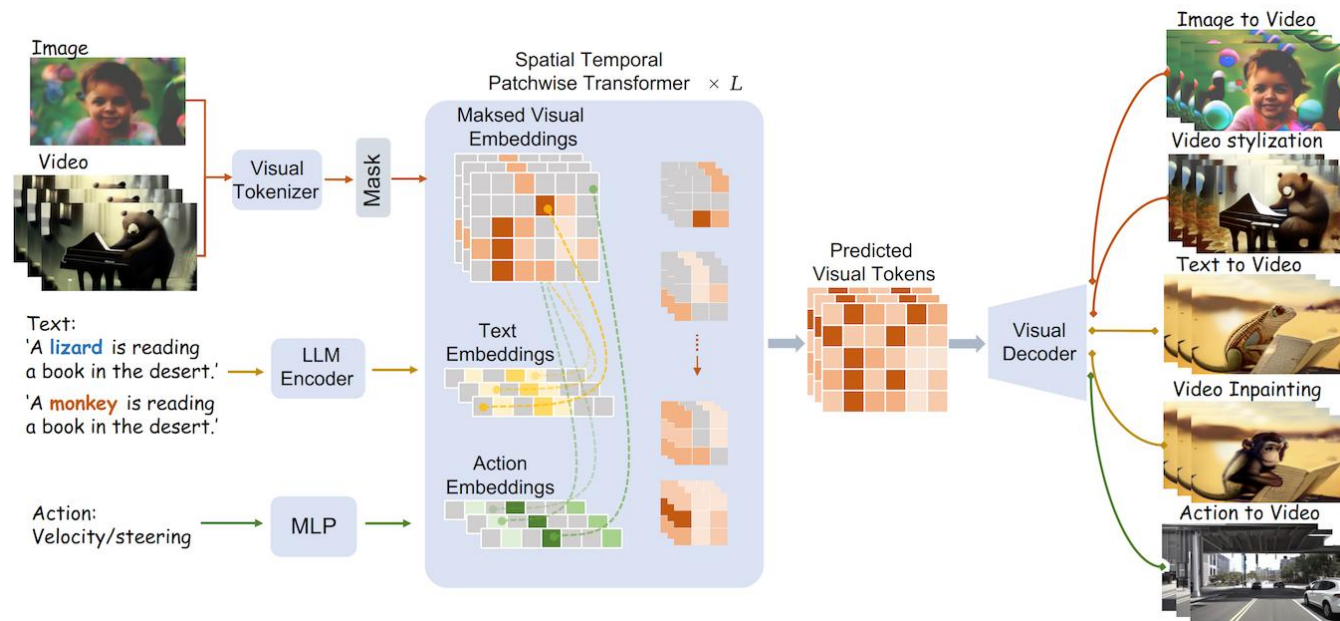 Image
Video
Visual
Tokenizer
Mask
Spatial Temporal
Patchwise Transformer × L
Maksed Visual
Embeddings
Text:
'A lizard is reading
a book in the desert.'
'A monkey is reading
a book in the desert.'
LLM
Encoder
Text
Embeddings
Action:
Velocity/steering
MLP
Action
Embeddings
Predicted
Visual Tokens
Visual
Decoder
Image to Video
Video stylization
Text to Video
Video Inpainting
Action to Video